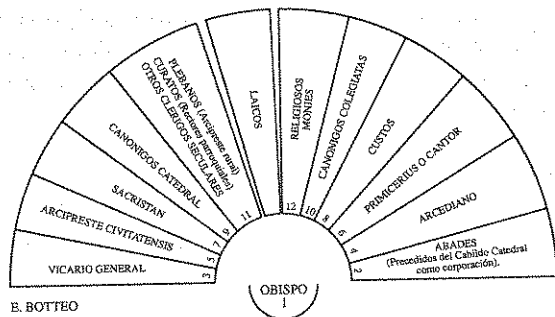 VICARIO GENERAL
3
ARCIPRESTE CIVITATENSIS
5
SACRISTAN
7
CANONIGOS CATEDRAL
9
PLEBANOS (Arcipreste rural)
CURATOS (Rectores parroquiales)
OTROS CLERIGOS SECULARES
11
LAICOS
RELIGIOSOS
MONJES
12
CANONIGOS COLEGIATAS
10
CUSTOS
8
PRIMICERIUS O CANTOR
6
ARCEDIANO
4
ABADES
(Precedidos del Cabildo Catedral
como corporación).
2
OBISPO
1
E. BOTTEO